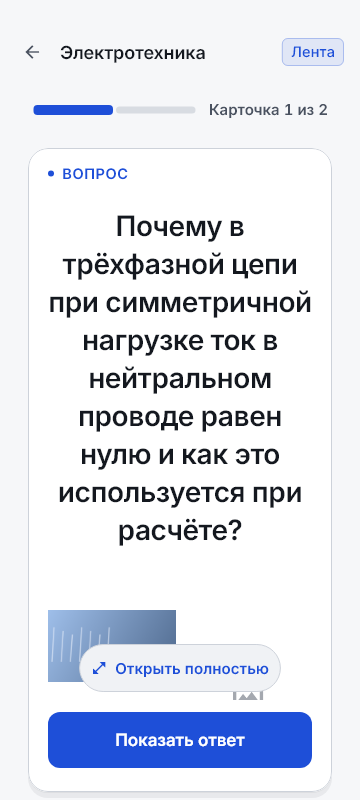 Электротехника
Лента
Карточка 1 из 2
ВОПРОС
Почему в
трёхфазной цепи
при симметричной
нагрузке ток в
нейтральном
проводе равен
нулю и как это
используется при
расчёте?
Открыть полностью
Показать ответ